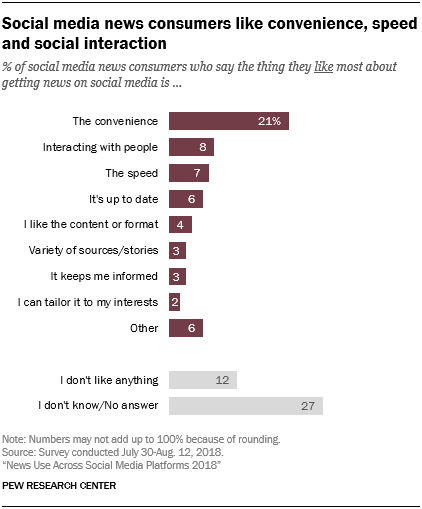 Social media news consumers like convenience, speed
and social interaction
% of social media news consumers who say the thing they like most about
getting news on social media is ...
The convenience 21%
Interacting with people 8
The speed 7
It's up to date 6
I like the content or format 4
Variety of sources/stories 3
It keeps me informed 3
I can tailor it to my interests 2
Other 6
I don't like anything 12
I don't know/No answer 27
Note: Numbers may not add up to 100% because of rounding.
Source: Survey conducted July 30-Aug. 12, 2018.
“News Use Across Social Media Platforms 2018”
PEW RESEARCH CENTER